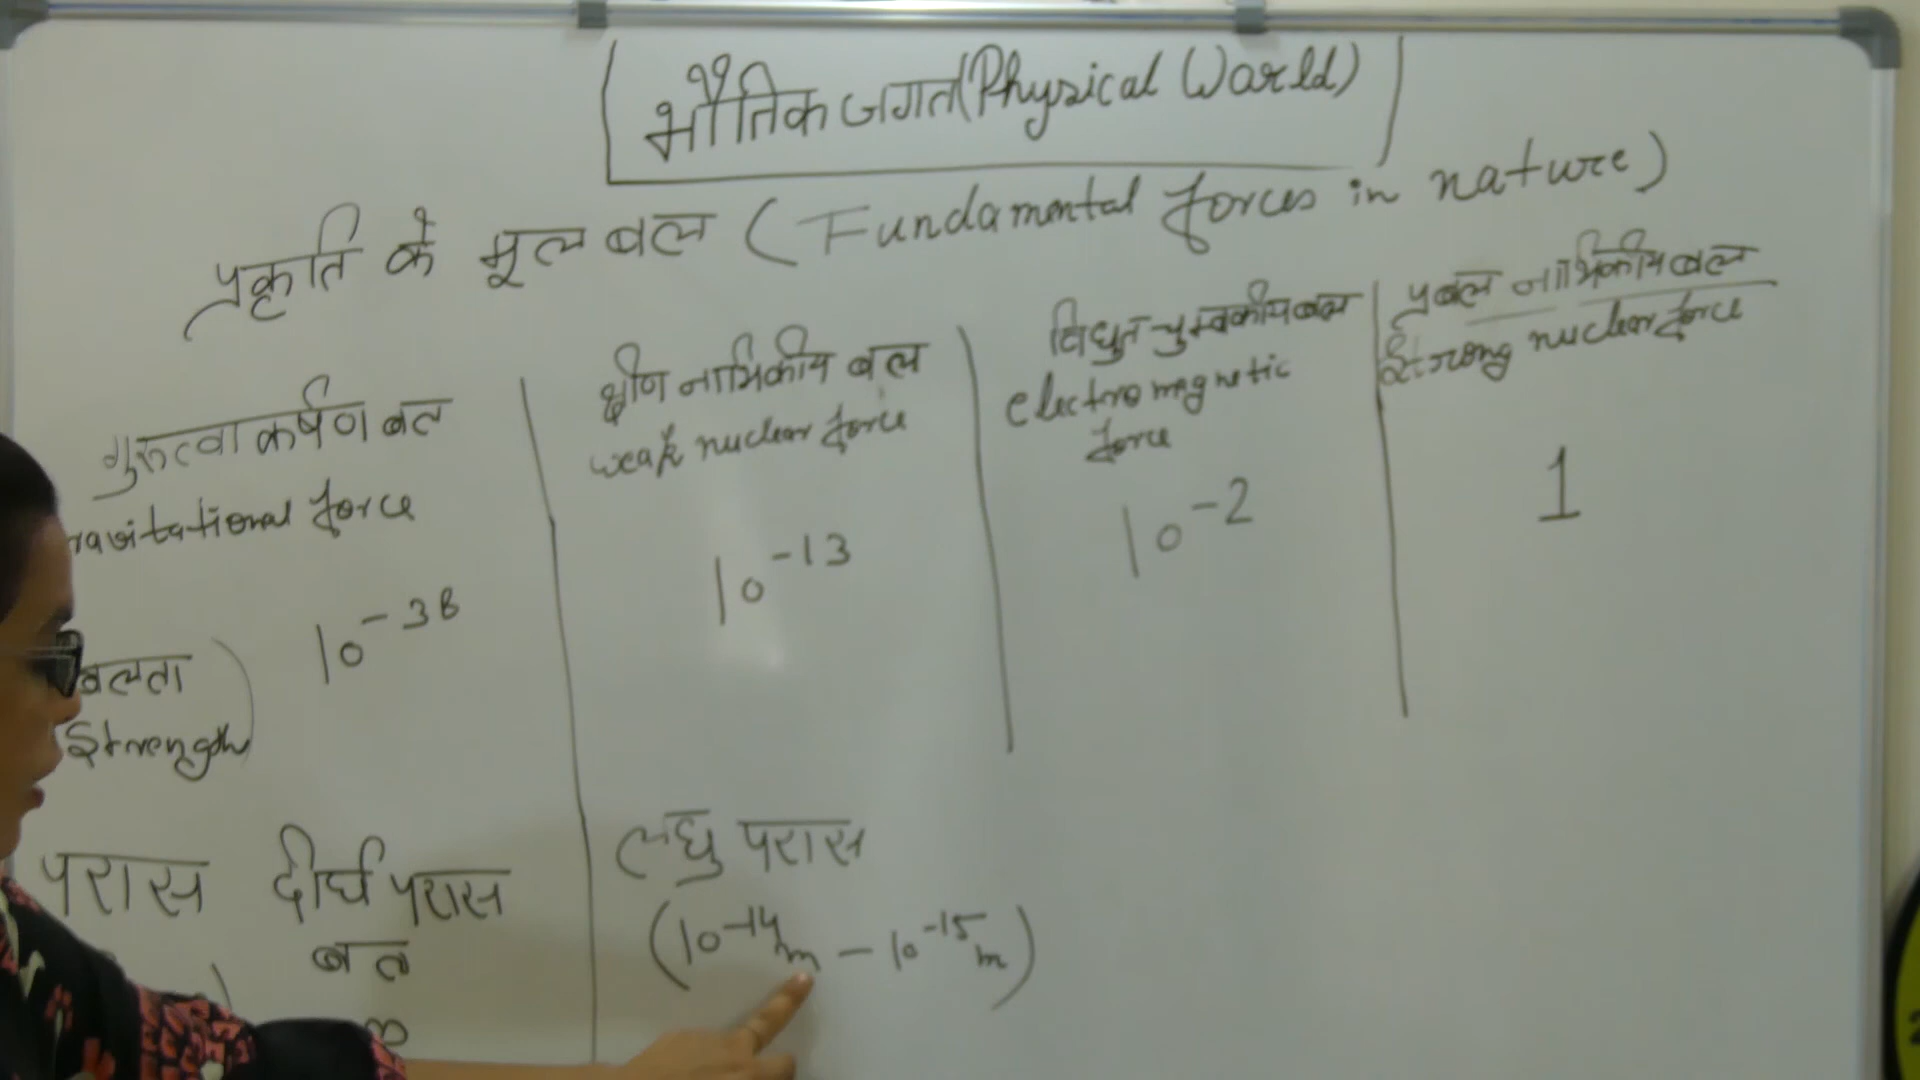 भौतिक जगत (Physical World)
प्रकृति के मूल बल (Fundamental forces in nature)
गुरुत्वाकर्षण बल
ravitational force
क्षीण नाभिकीय बल
weak nuclear force
विधुत चुम्बकीय बल
electromagnetic
force
प्रबल नाभिकीय बल
Strong nuclear force
बलता
Strength)
10⁻³⁸
10⁻¹³
10⁻²
1
परास
दीर्घ परास
बल
∞
लघु परास
(10⁻¹⁴m – 10⁻¹⁵m)